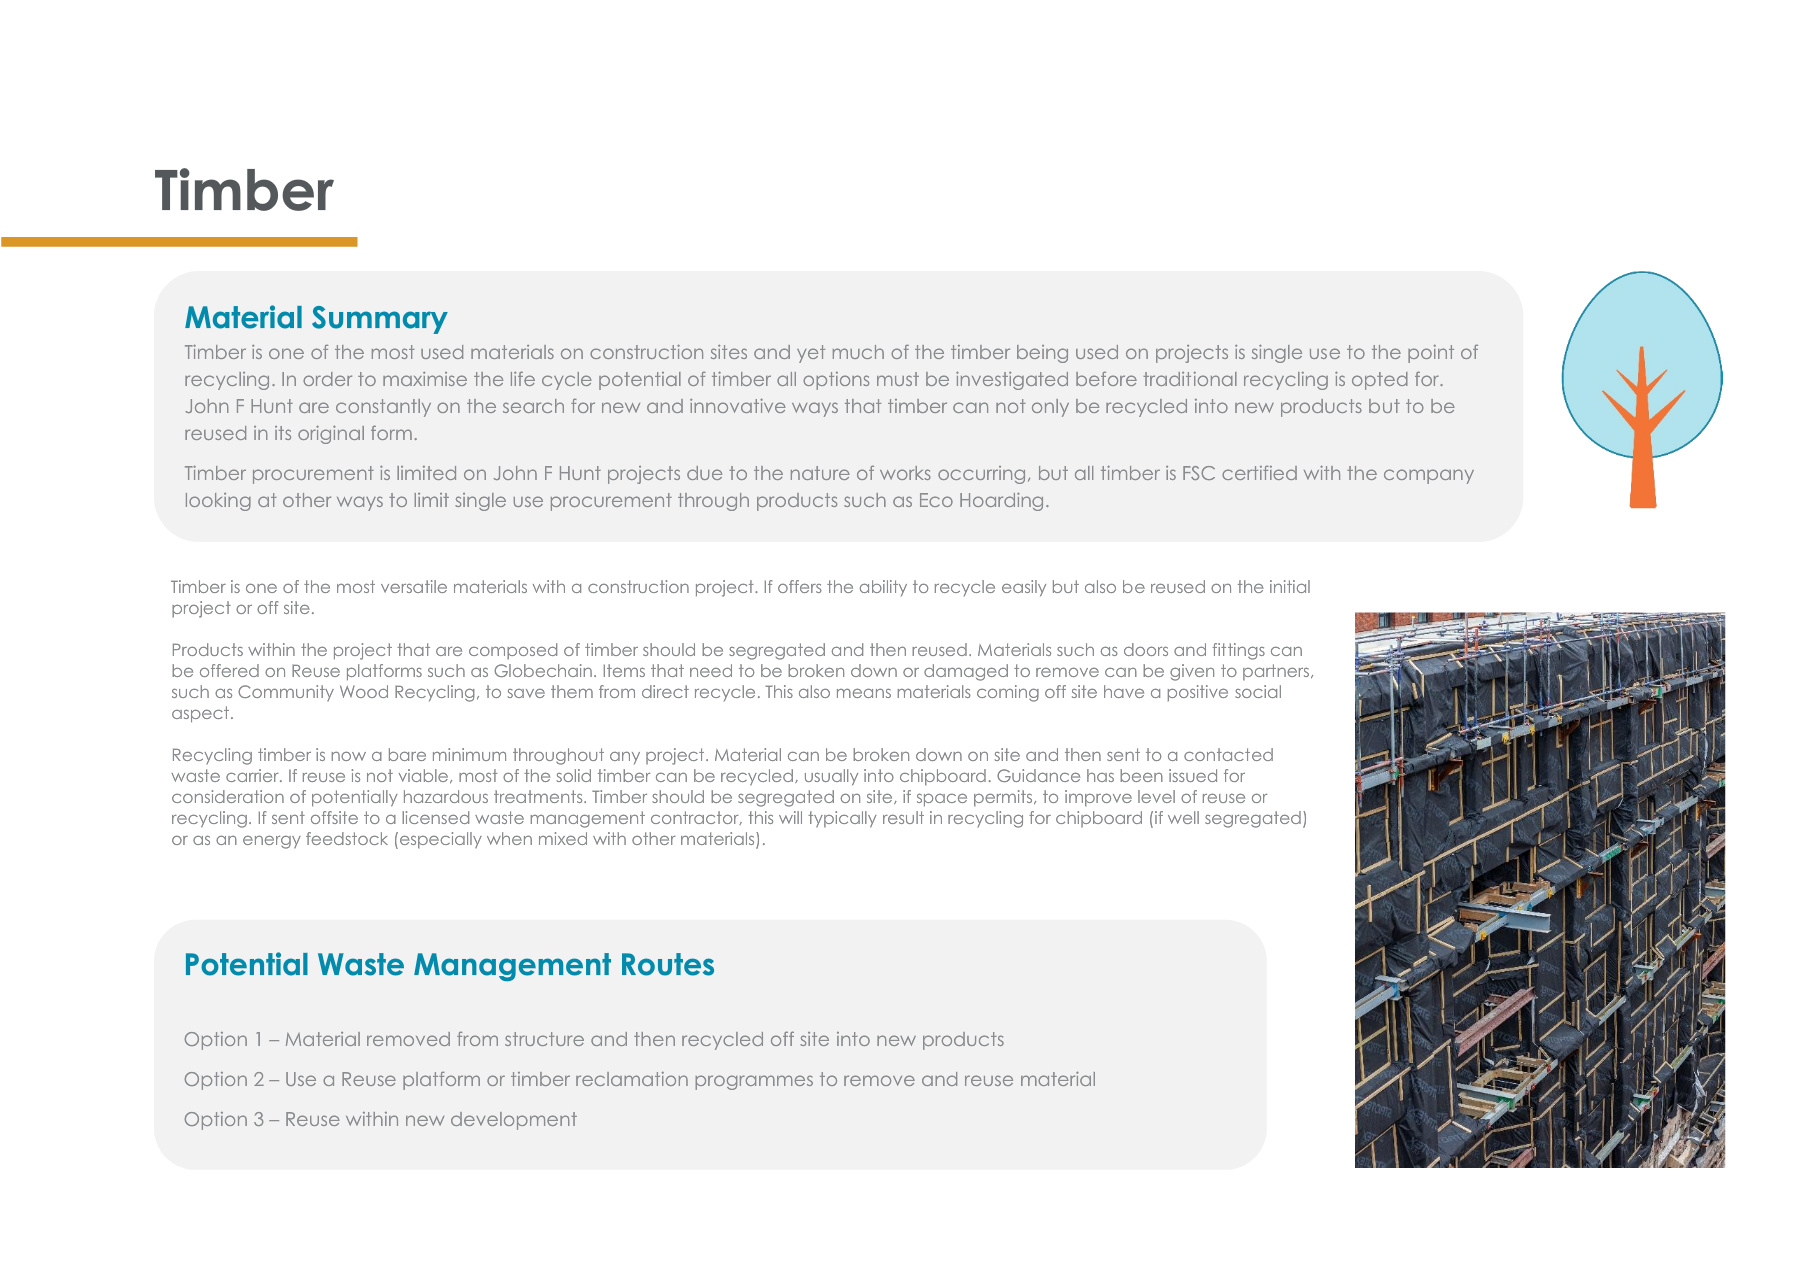 Timber
Material Summary
Timber is one of the most used materials on construction sites and yet much of the timber being used on projects is single use to the point of
recycling. In order to maximise the life cycle potential of timber all options must be investigated before traditional recycling is opted for.
John F Hunt are constantly on the search for new and innovative ways that timber can not only be recycled into new products but to be
reused in its original form.
Timber procurement is limited on John F Hunt projects due to the nature of works occurring, but all timber is FSC certified with the company
looking at other ways to limit single use procurement through products such as Eco Hoarding.
Timber is one of the most versatile materials with a construction project. If offers the ability to recycle easily but also be reused on the initial
project or off site.
Products within the project that are composed of timber should be segregated and then reused. Materials such as doors and fittings can
be offered on Reuse platforms such as Globechain. Items that need to be broken down or damaged to remove can be given to partners,
such as Community Wood Recycling, to save them from direct recycle. This also means materials coming off site have a positive social
aspect.
Recycling timber is now a bare minimum throughout any project. Material can be broken down on site and then sent to a contacted
waste carrier. If reuse is not viable, most of the solid timber can be recycled, usually into chipboard. Guidance has been issued for
consideration of potentially hazardous treatments. Timber should be segregated on site, if space permits, to improve level of reuse or
recycling. If sent offsite to a licensed waste management contractor, this will typically result in recycling for chipboard (if well segregated)
or as an energy feedstock (especially when mixed with other materials).
Potential Waste Management Routes
Option 1 – Material removed from structure and then recycled off site into new products
Option 2 – Use a Reuse platform or timber reclamation programmes to remove and reuse material
Option 3 – Reuse within new development